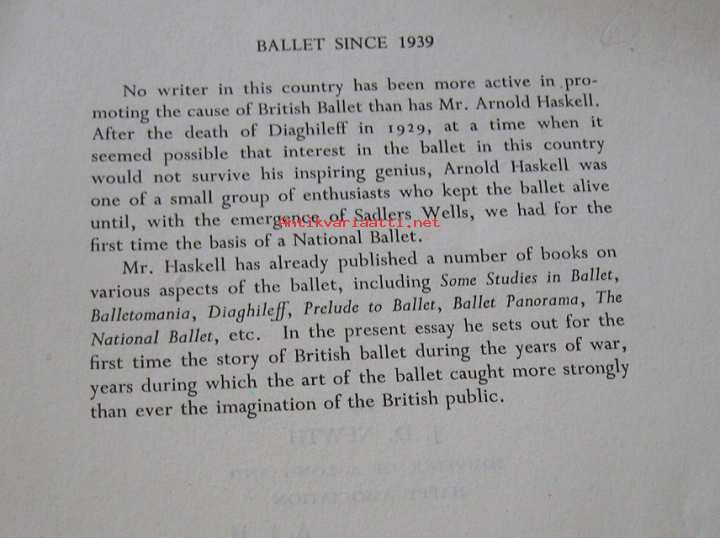 BALLET SINCE 1939
No writer in this country has been more active in pro-
moting the cause of British Ballet than has Mr. Arnold Haskell.
After the death of Diaghileff in 1929, at a time when it
seemed possible that interest in the ballet in this country
would not survive his inspiring genius, Arnold Haskell was
one of a small group of enthusiasts who kept the ballet alive
until, with the emergence of Sadlers Wells, we had for the
Antikvariaatti.net
first time the basis of a National Ballet.
Mr. Haskell has already published a number of books on
various aspects of the ballet, including Some Studies in Ballet,
Balletomania, Diaghileff, Prelude to Ballet, Ballet Panorama, The
National Ballet, etc. In the present essay he sets out for the
first time the story of British ballet during the years of war,
years during which the art of the ballet caught more strongly
than ever the imagination of the British public.